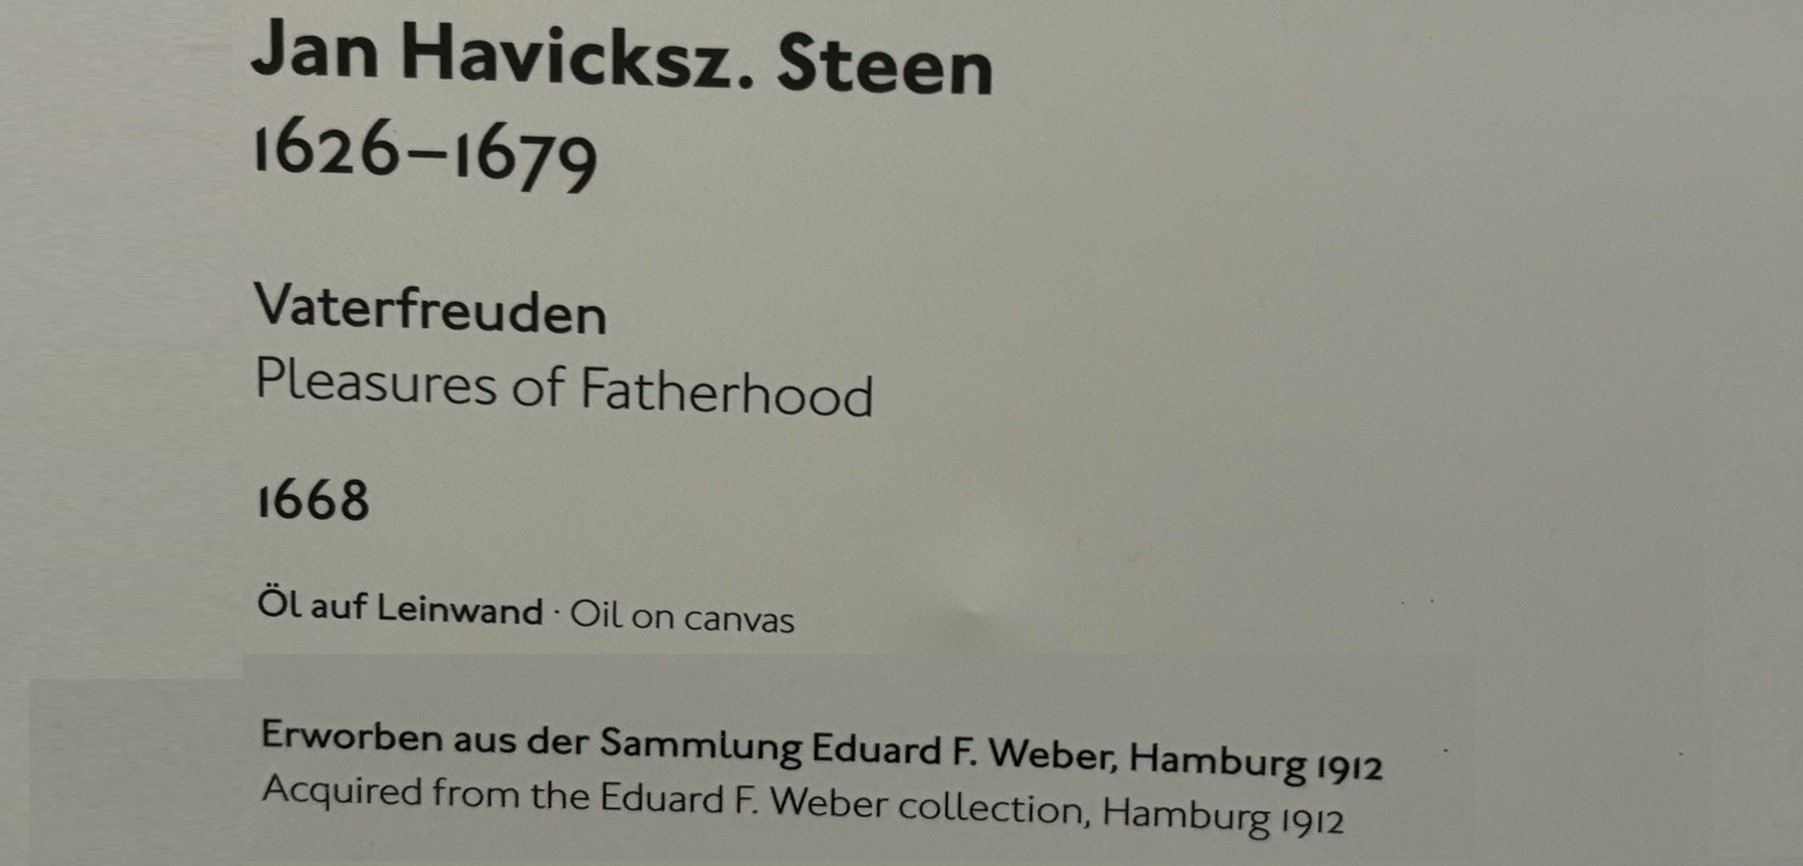 Jan Havicksz. Steen
1626–1679
Vaterfreuden
Pleasures of Fatherhood
1668
Öl auf Leinwand · Oil on canvas
Erworben aus der Sammlung Eduard F. Weber, Hamburg 1912
Acquired from the Eduard F. Weber collection, Hamburg 1912